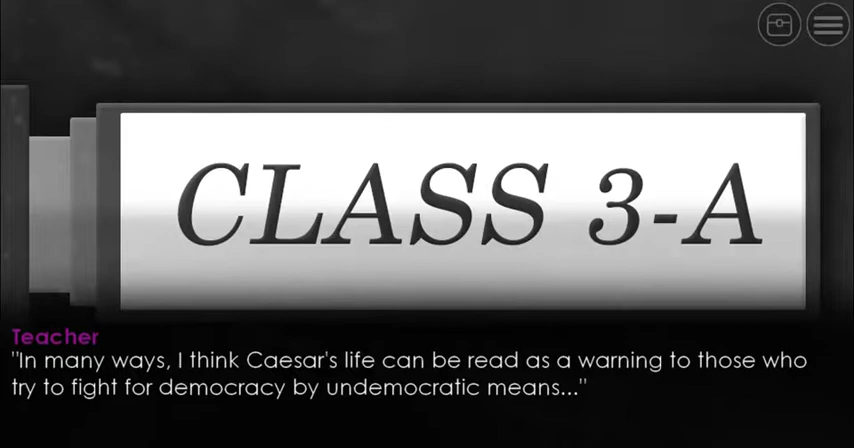 CLASS 3-A
Teacher
"In many ways, I think Caesar's life can be read as a warning to those who
try to fight for democracy by undemocratic means..."